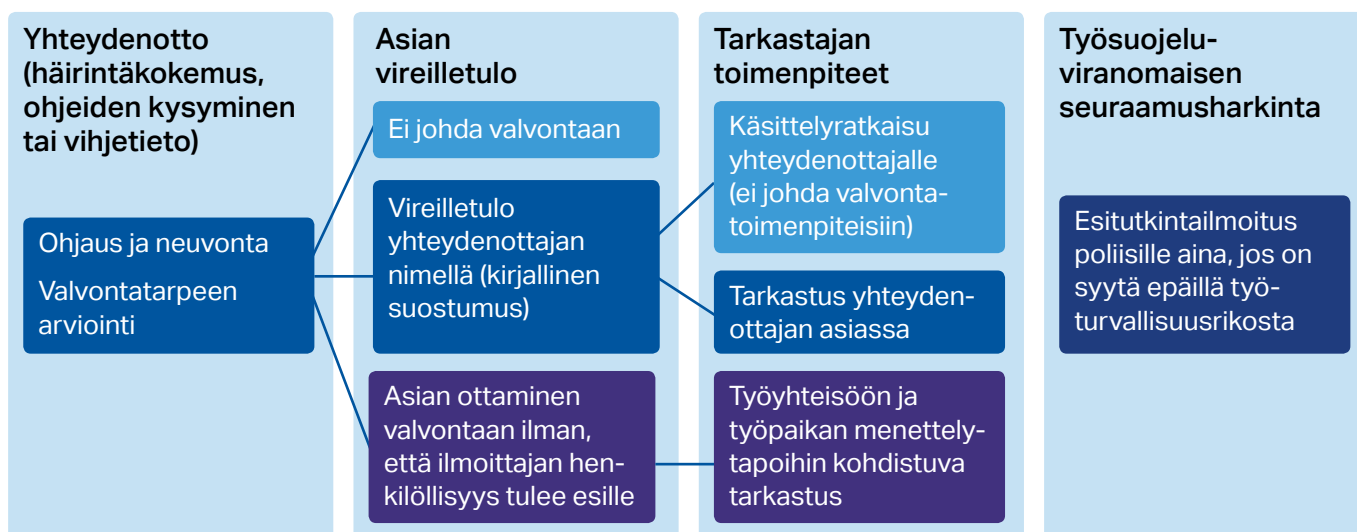 Yhteydenotto
(häirintäkokemus,
ohjeiden kysyminen
tai vihjetieto)
Ohjaus ja neuvonta
Valvontatarpeen
arviointi
Asian
vireilletulo
Ei johda valvontaan
Vireilletulo
yhteydenottajan
nimellä (kirjallinen
suostumus)
Asian ottaminen
valvontaan ilman,
että ilmoittajan hen-
kilöllisyys tulee esille
Tarkastajan
toimenpiteet
Käsittelyratkaisu
yhteydenottajalle
(ei johda valvonta-
toimenpiteisiin)
Tarkastus yhteyden-
ottajan asiassa
Työyhteisöön ja
työpaikan menettely-
tapoihin kohdistuva
tarkastus
Työsuojelu-
viranomaisen
seuraamusharkinta
Esitutkintailmoitus
poliisille aina, jos on
syytä epäillä työ-
turvallisuusrikosta